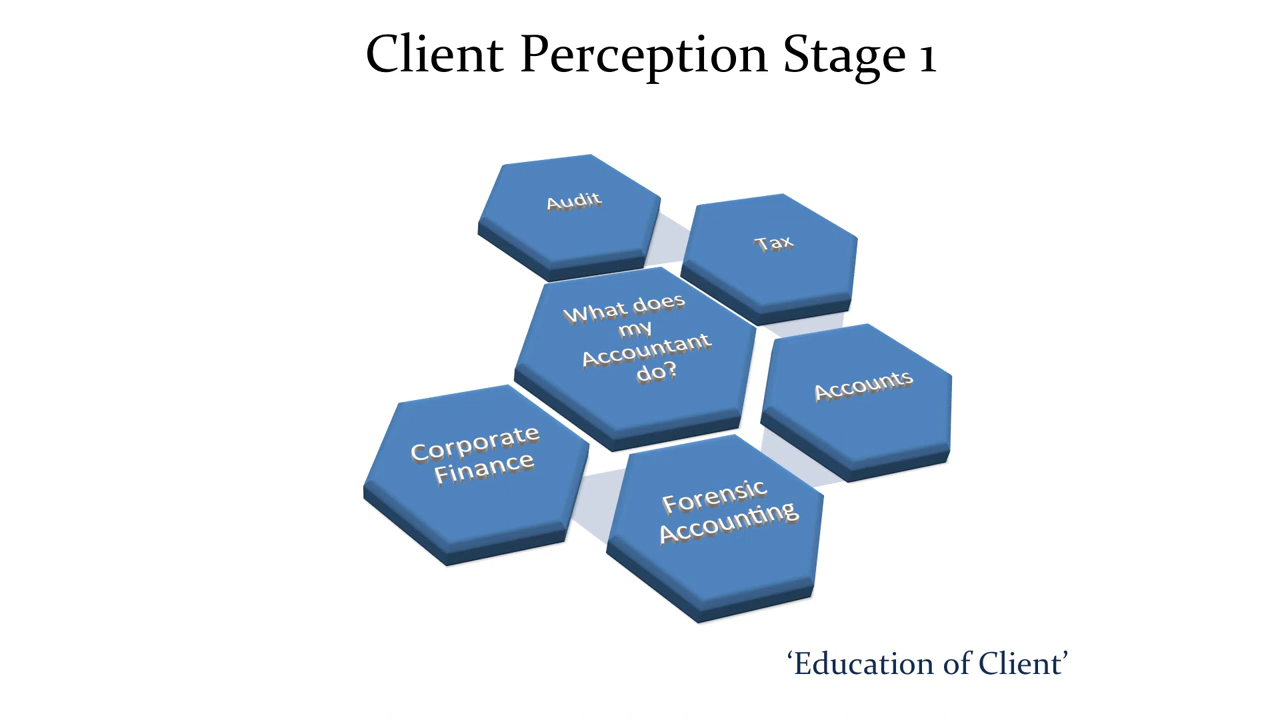 Client Perception Stage 1
Audit
Tax
What does
my
Accountant
do?
Accounts
Corporate
Finance
Forensic
Accounting
‘Education of Client’